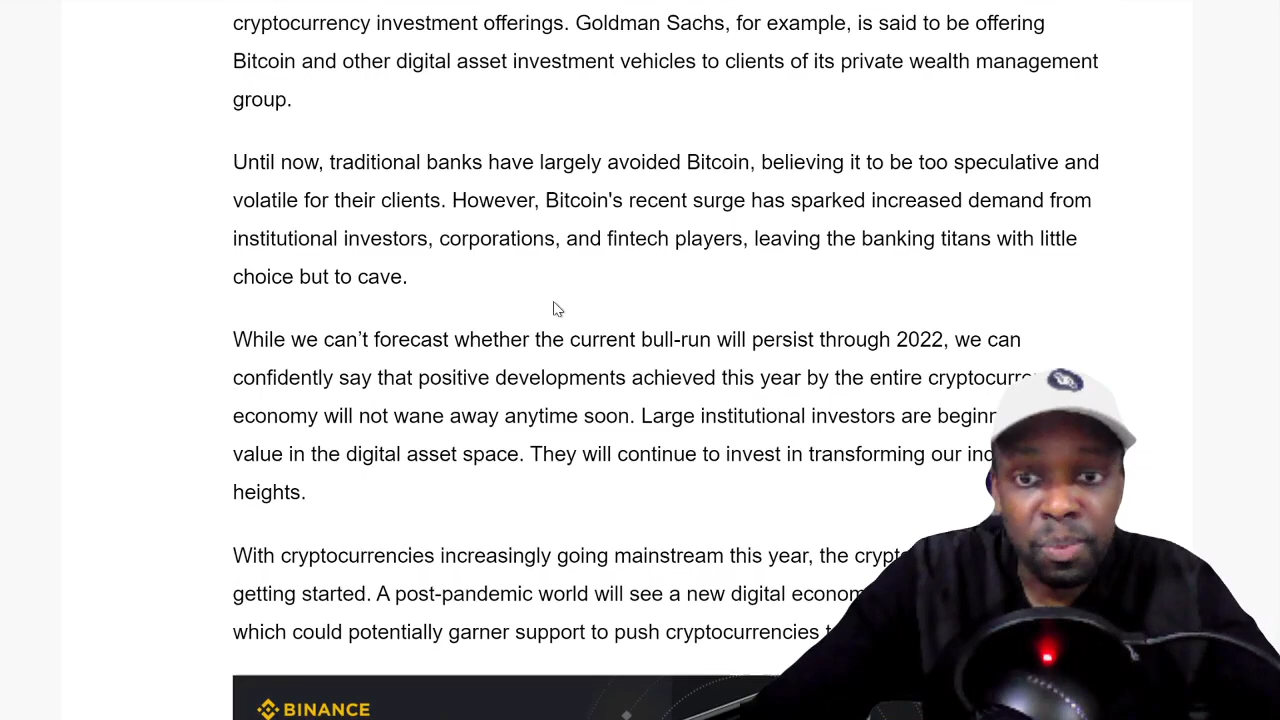 cryptocurrency investment offerings. Goldman Sachs, for example, is said to be offering
Bitcoin and other digital asset investment vehicles to clients of its private wealth management
group.
Until now, traditional banks have largely avoided Bitcoin, believing it to be too speculative and
volatile for their clients. However, Bitcoin's recent surge has sparked increased demand from
institutional investors, corporations, and fintech players, leaving the banking titans with little
choice but to cave.
While we can’t forecast whether the current bull-run will persist through 2022, we can
confidently say that positive developments achieved this year by the entire
economy will not wane away anytime soon. Large institutional investors are
value in the digital asset space. They will continue to invest in transforming our
heights.
With cryptocurrencies increasingly going mainstream this year, the
getting started. A post-pandemic world will see a new digital
which could potentially garner support to push cryptocurrencies
BINANCE